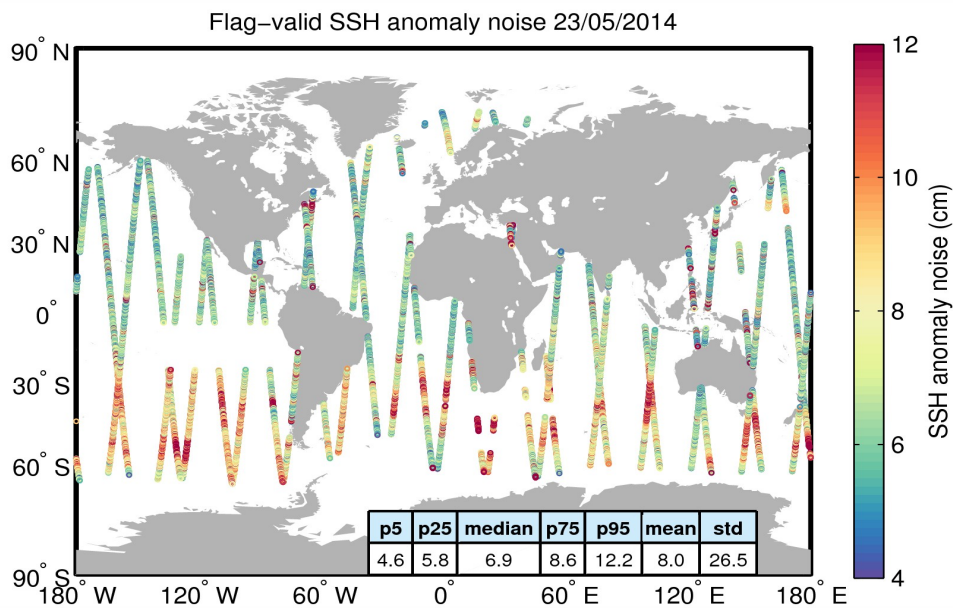 Flag−valid SSH anomaly noise 23/05/2014
90° N
60° N
30° N
0°
30° S
60° S
90° S
180° W 120° W 60° W 0° 60° E 120° E 180° E
p5 p25 median p75 p95 mean std
4.6 5.8 6.9 8.6 12.2 8.0 26.5
12
10
8
6
4
SSH anomaly noise (cm)